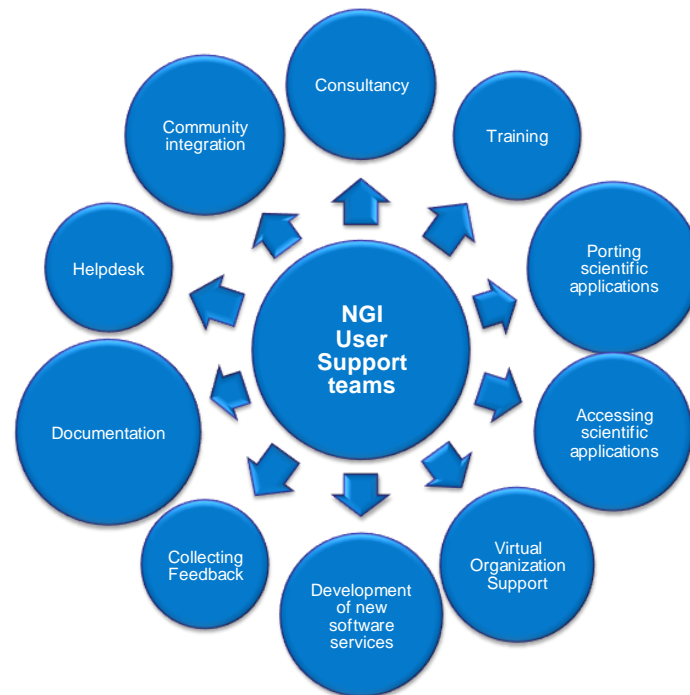 Consultancy
Training
Porting
scientific
applications
Accessing
scientific
applications
Virtual
Organization
Support
Development
of new
software
services
Collecting
Feedback
Documentation
Helpdesk
Community
integration
NGI
User
Support
teams